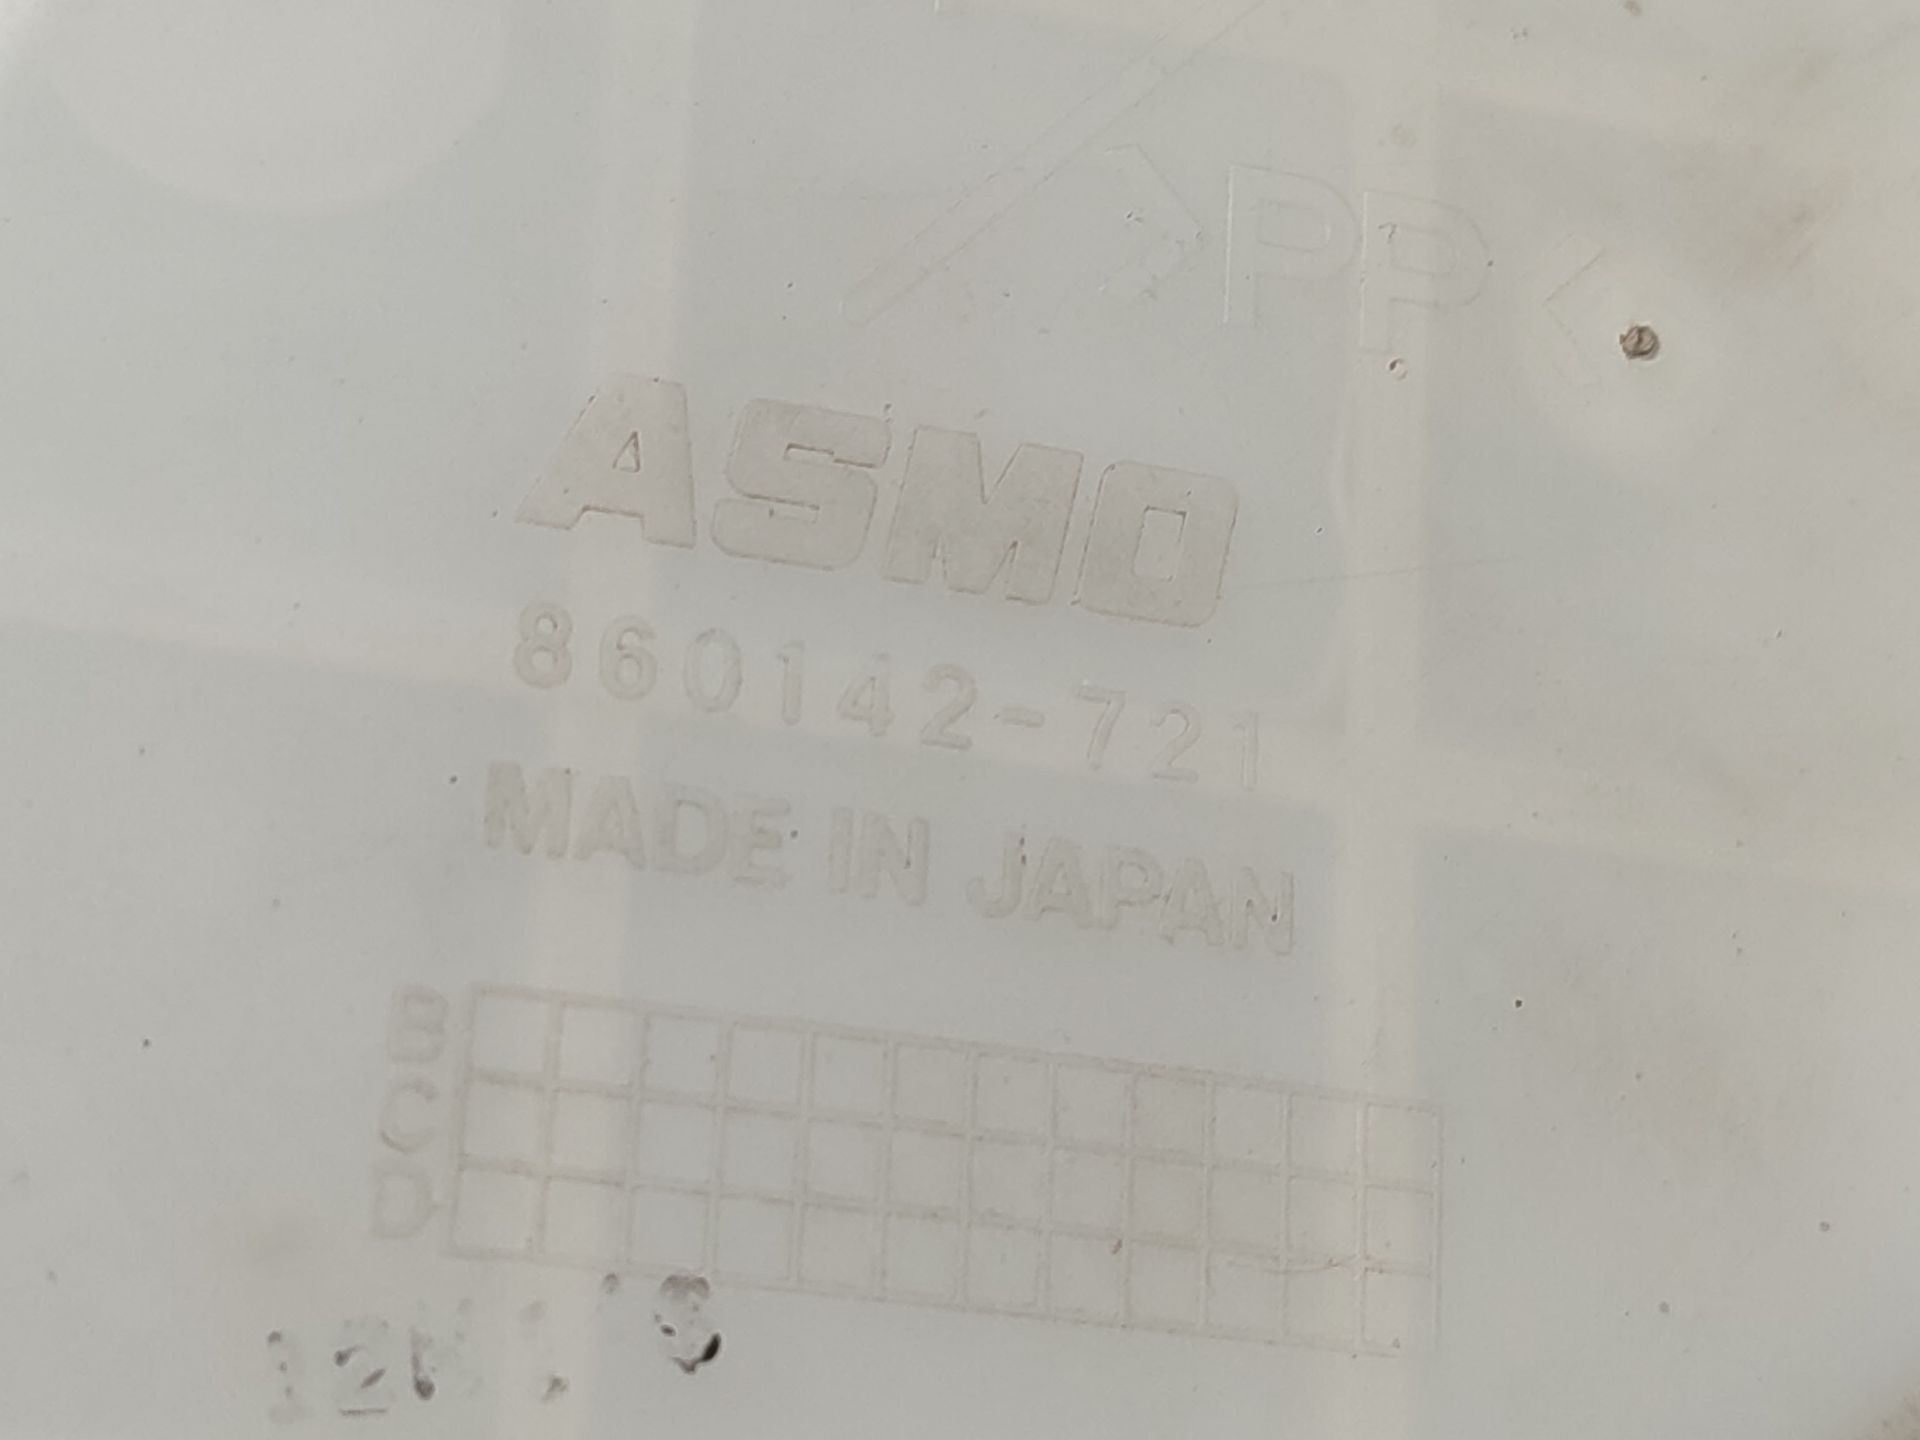 >PP<
ASMO
860142-721
MADE IN JAPAN
B
C
D